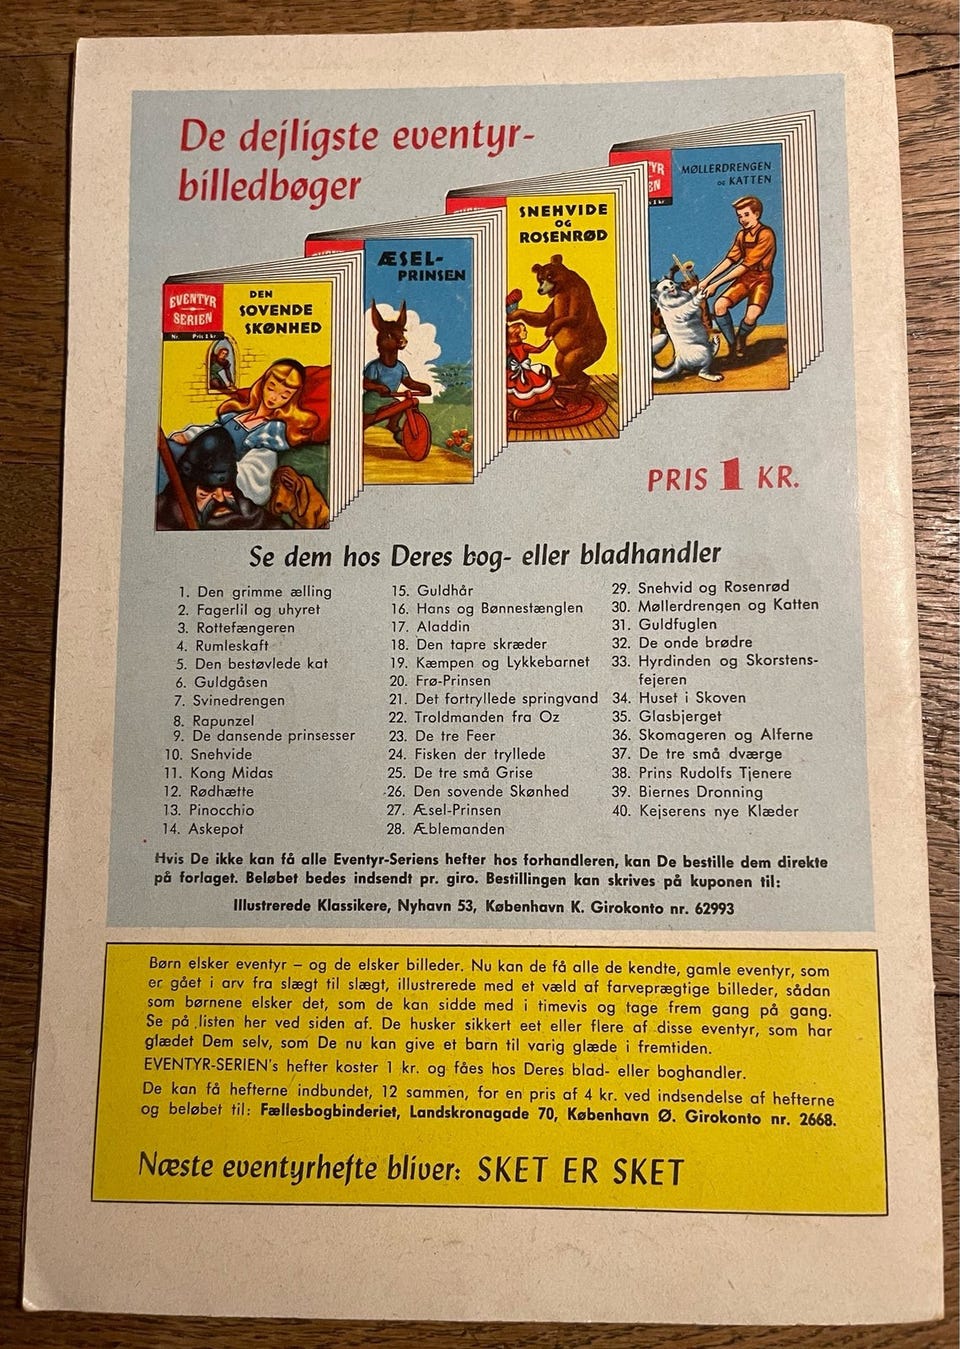 De dejligste eventyr-
billedbøger
EVENTYR
SERIEN
Nr. Pris 1 kr.
DEN
SOVENDE
SKØNHED
ÆSEL-
PRINSEN
SNEHVIDE
OG
ROSENRØD
YR
EN
s 1 kr.
MØLLERDRENGEN
OG KATTEN
PRIS 1 KR.
Se dem hos Deres bog- eller bladhandler
1. Den grimme ælling
2. Fagerlil og uhyret
3. Rottefængeren
4. Rumleskaft
5. Den bestøvlede kat
6. Guldgåsen
7. Svinedrengen
8. Rapunzel
9. De dansende prinsesser
10. Snehvide
11. Kong Midas
12. Rødhætte
13. Pinocchio
14. Askepot
15. Guldhår
16. Hans og Bønnestænglen
17. Aladdin
18. Den tapre skræder
19. Kæmpen og Lykkebarnet
20. Frø-Prinsen
21. Det fortryllede springvand
22. Troldmanden fra Oz
23. De tre Feer
24. Fisken der tryllede
25. De tre små Grise
26. Den sovende Skønhed
27. Æsel-Prinsen
28. Æblemanden
29. Snehvid og Rosenrød
30. Møllerdrengen og Katten
31. Guldfuglen
32. De onde brødre
33. Hyrdinden og Skorstens-
fejeren
34. Huset i Skoven
35. Glasbjerget
36. Skomageren og Alferne
37. De tre små dværge
38. Prins Rudolfs Tjenere
39. Biernes Dronning
40. Kejserens nye Klæder
Hvis De ikke kan få alle Eventyr-Seriens hefter hos forhandleren, kan De bestille dem direkte
på forlaget. Beløbet bedes indsendt pr. giro. Bestillingen kan skrives på kuponen til:
Illustrerede Klassikere, Nyhavn 53, København K. Girokonto nr. 62993
Børn elsker eventyr – og de elsker billeder. Nu kan de få alle de kendte, gamle eventyr, som
er gået i arv fra slægt til slægt, illustrerede med et væld af farveprægtige billeder, sådan
som børnene elsker det, som de kan sidde med i timevis og tage frem gang på gang.
Se på listen her ved siden af. De husker sikkert eet eller flere af disse eventyr, som har
glædet Dem selv, som De nu kan give et barn til varig glæde i fremtiden.
EVENTYR-SERIEN's hefter koster 1 kr. og fåes hos Deres blad- eller boghandler.
De kan få hefterne indbundet, 12 sammen, for en pris af 4 kr. ved indsendelse af hefterne
og beløbet til: Fællesbogbinderiet, Landskronagade 70, København Ø. Girokonto nr. 2668.
Næste eventyrhefte bliver: SKET ER SKET